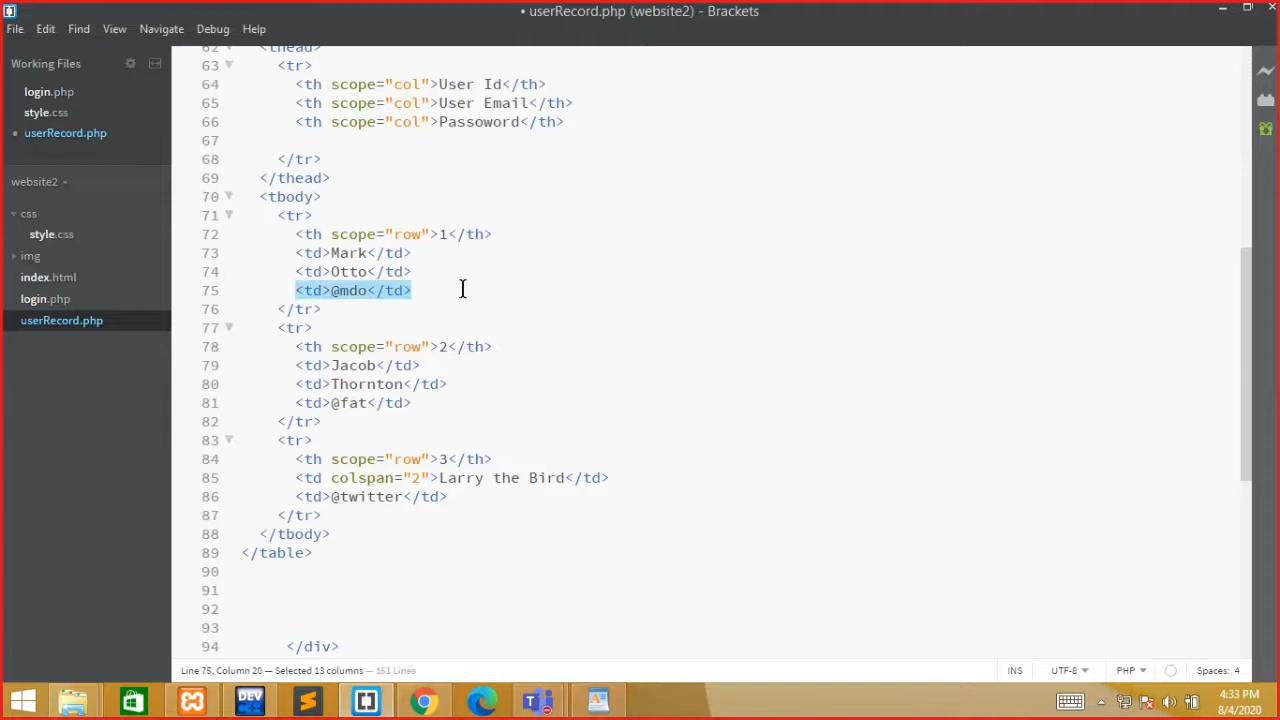 • userRecord.php (website2) - Brackets
File Edit Find View Navigate Debug Help
Working Files
login.php
style.css
• userRecord.php
website2
css
style.css
img
index.html
login.php
userRecord.php
62 <thead>
63 <tr>
64 <th scope="col">User Id</th>
65 <th scope="col">User Email</th>
66 <th scope="col">Passoword</th>
67
68 </tr>
69 </thead>
70 <tbody>
71 <tr>
72 <th scope="row">1</th>
73 <td>Mark</td>
74 <td>Otto</td>
75 <td>@mdo</td>
76 </tr>
77 <tr>
78 <th scope="row">2</th>
79 <td>Jacob</td>
80 <td>Thornton</td>
81 <td>@fat</td>
82 </tr>
83 <tr>
84 <th scope="row">3</th>
85 <td colspan="2">Larry the Bird</td>
86 <td>@twitter</td>
87 </tr>
88 </tbody>
89 </table>
90
91
92
93
94 </div>
Line 75, Column 20 — Selected 13 columns — 151 Lines
INS UTF-8 PHP Spaces: 4
DEV
4:33 PM
8/4/2020